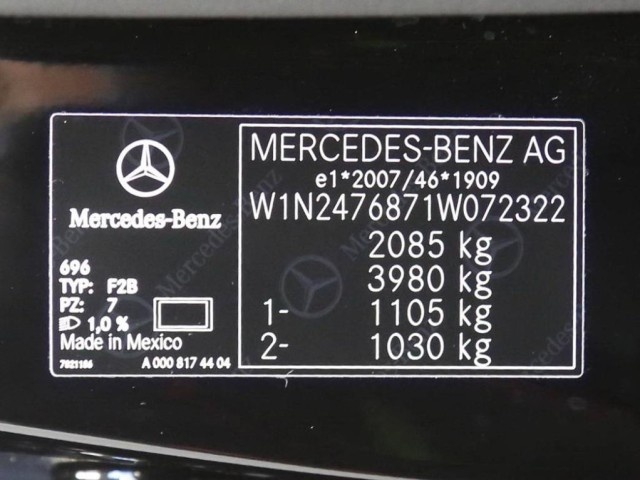 Mercedes-Benz
696
TYP: F2B
PZ: 7
1,0 %
Made in Mexico
7821186
A 000 817 44 04
MERCEDES-BENZ AG
e1*2007/46*1909
W1N2476871W072322
2085 kg
3980 kg
1- 1105 kg
2- 1030 kg